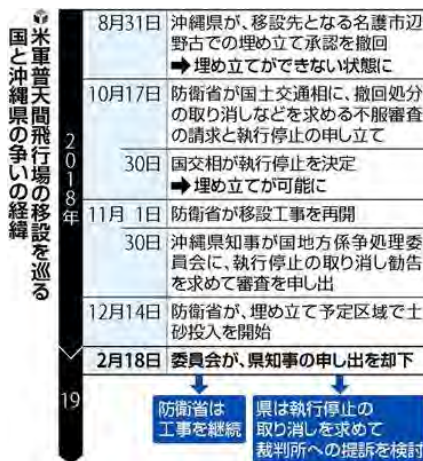 米軍普天間飛行場の移設を巡る
国と沖縄県の争いの経緯
2018年
8月31日 沖縄県が、移設先となる名護市辺
野古での埋め立て承認を撤回
➡埋め立てができない状態に
10月17日 防衛省が国土交通相に、撤回処分
の取り消しなどを求める不服審査
の請求と執行停止の申し立て
30日 国交相が執行停止を決定
➡埋め立てが可能に
11月 1日 防衛省が移設工事を再開
30日 沖縄県知事が国地方係争処理委
員会に、執行停止の取り消し勧告
を求めて審査を申し出
12月14日 防衛省が、埋め立て予定区域で土
砂投入を開始
19
2月18日 委員会が、県知事の申し出を却下
防衛省は
工事を継続
県は執行停止の
取り消しを求めて
裁判所への提訴を検討